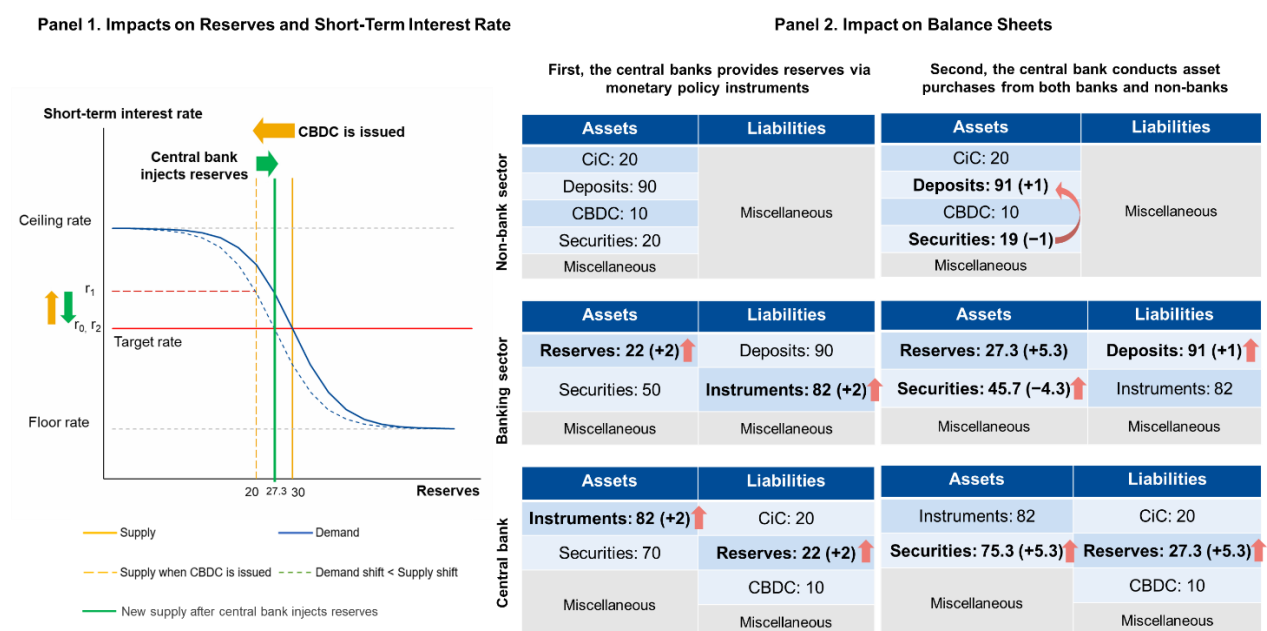 Panel 1. Impacts on Reserves and Short-Term Interest Rate
Short-term interest rate
CBDC is issued
Central bank
injects reserves
Ceiling rate
r1
r0, r2
Target rate
Floor rate
20 27.3 30
Reserves
Supply
Demand
Supply when CBDC is issued
Demand shift < Supply shift
New supply after central bank injects reserves
Panel 2. Impact on Balance Sheets
First, the central banks provides reserves via
monetary policy instruments
Second, the central bank conducts asset
purchases from both banks and non-banks
Non-bank sector
Assets Liabilities
CiC: 20
Deposits: 90
CBDC: 10
Securities: 20
Miscellaneous
Miscellaneous
Assets Liabilities
CiC: 20
Deposits: 91 (+1)
CBDC: 10
Securities: 19 (−1)
Miscellaneous
Miscellaneous
Banking sector
Assets Liabilities
Reserves: 22 (+2) Deposits: 90
Securities: 50 Instruments: 82 (+2)
Miscellaneous Miscellaneous
Assets Liabilities
Reserves: 27.3 (+5.3) Deposits: 91 (+1)
Securities: 45.7 (−4.3) Instruments: 82
Miscellaneous Miscellaneous
Central bank
Assets Liabilities
Instruments: 82 (+2) CiC: 20
Securities: 70 Reserves: 22 (+2)
CBDC: 10
Miscellaneous
Miscellaneous
Assets Liabilities
Instruments: 82 CiC: 20
Securities: 75.3 (+5.3) Reserves: 27.3 (+5.3)
CBDC: 10
Miscellaneous
Miscellaneous